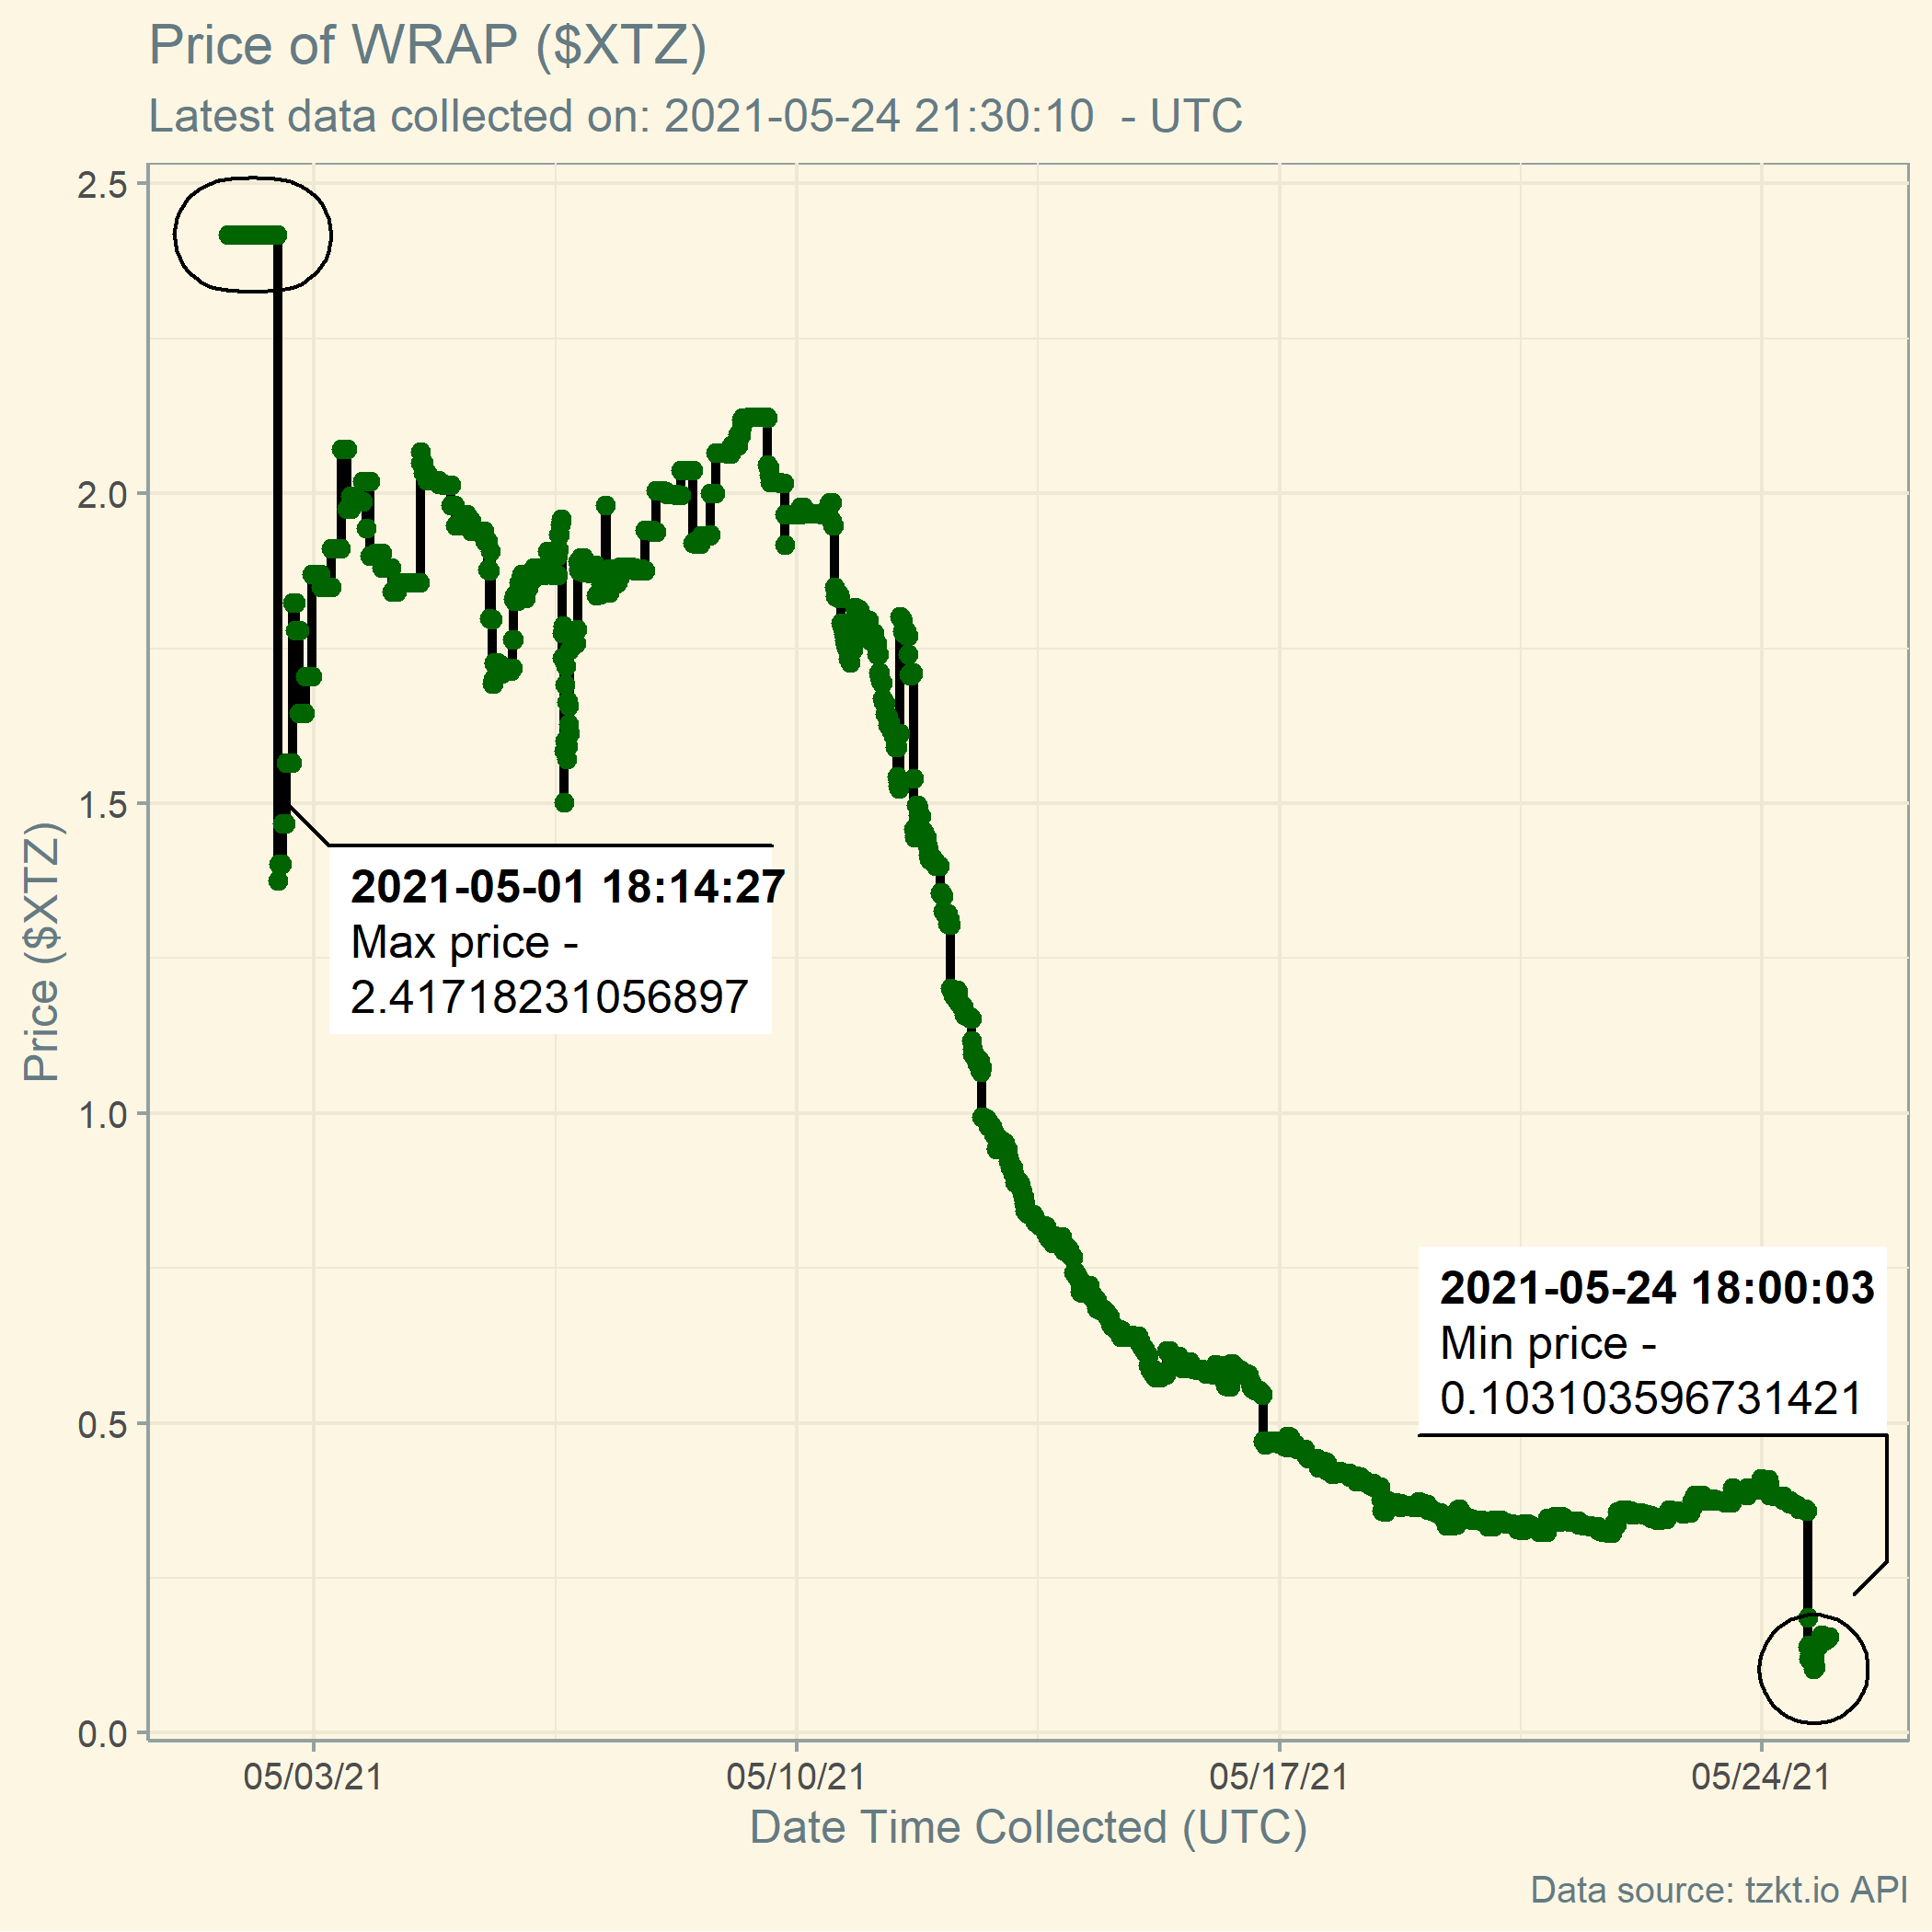 Price of WRAP ($XTZ)
Latest data collected on: 2021-05-24 21:30:10  - UTC
Price ($XTZ)
2.5
2.0
1.5
1.0
0.5
0.0
2021-05-01 18:14:27
Max price -
2.41718231056897
2021-05-24 18:00:03
Min price -
0.103103596731421
05/03/21
05/10/21
05/17/21
05/24/21
Date Time Collected (UTC)
Data source: tzkt.io API